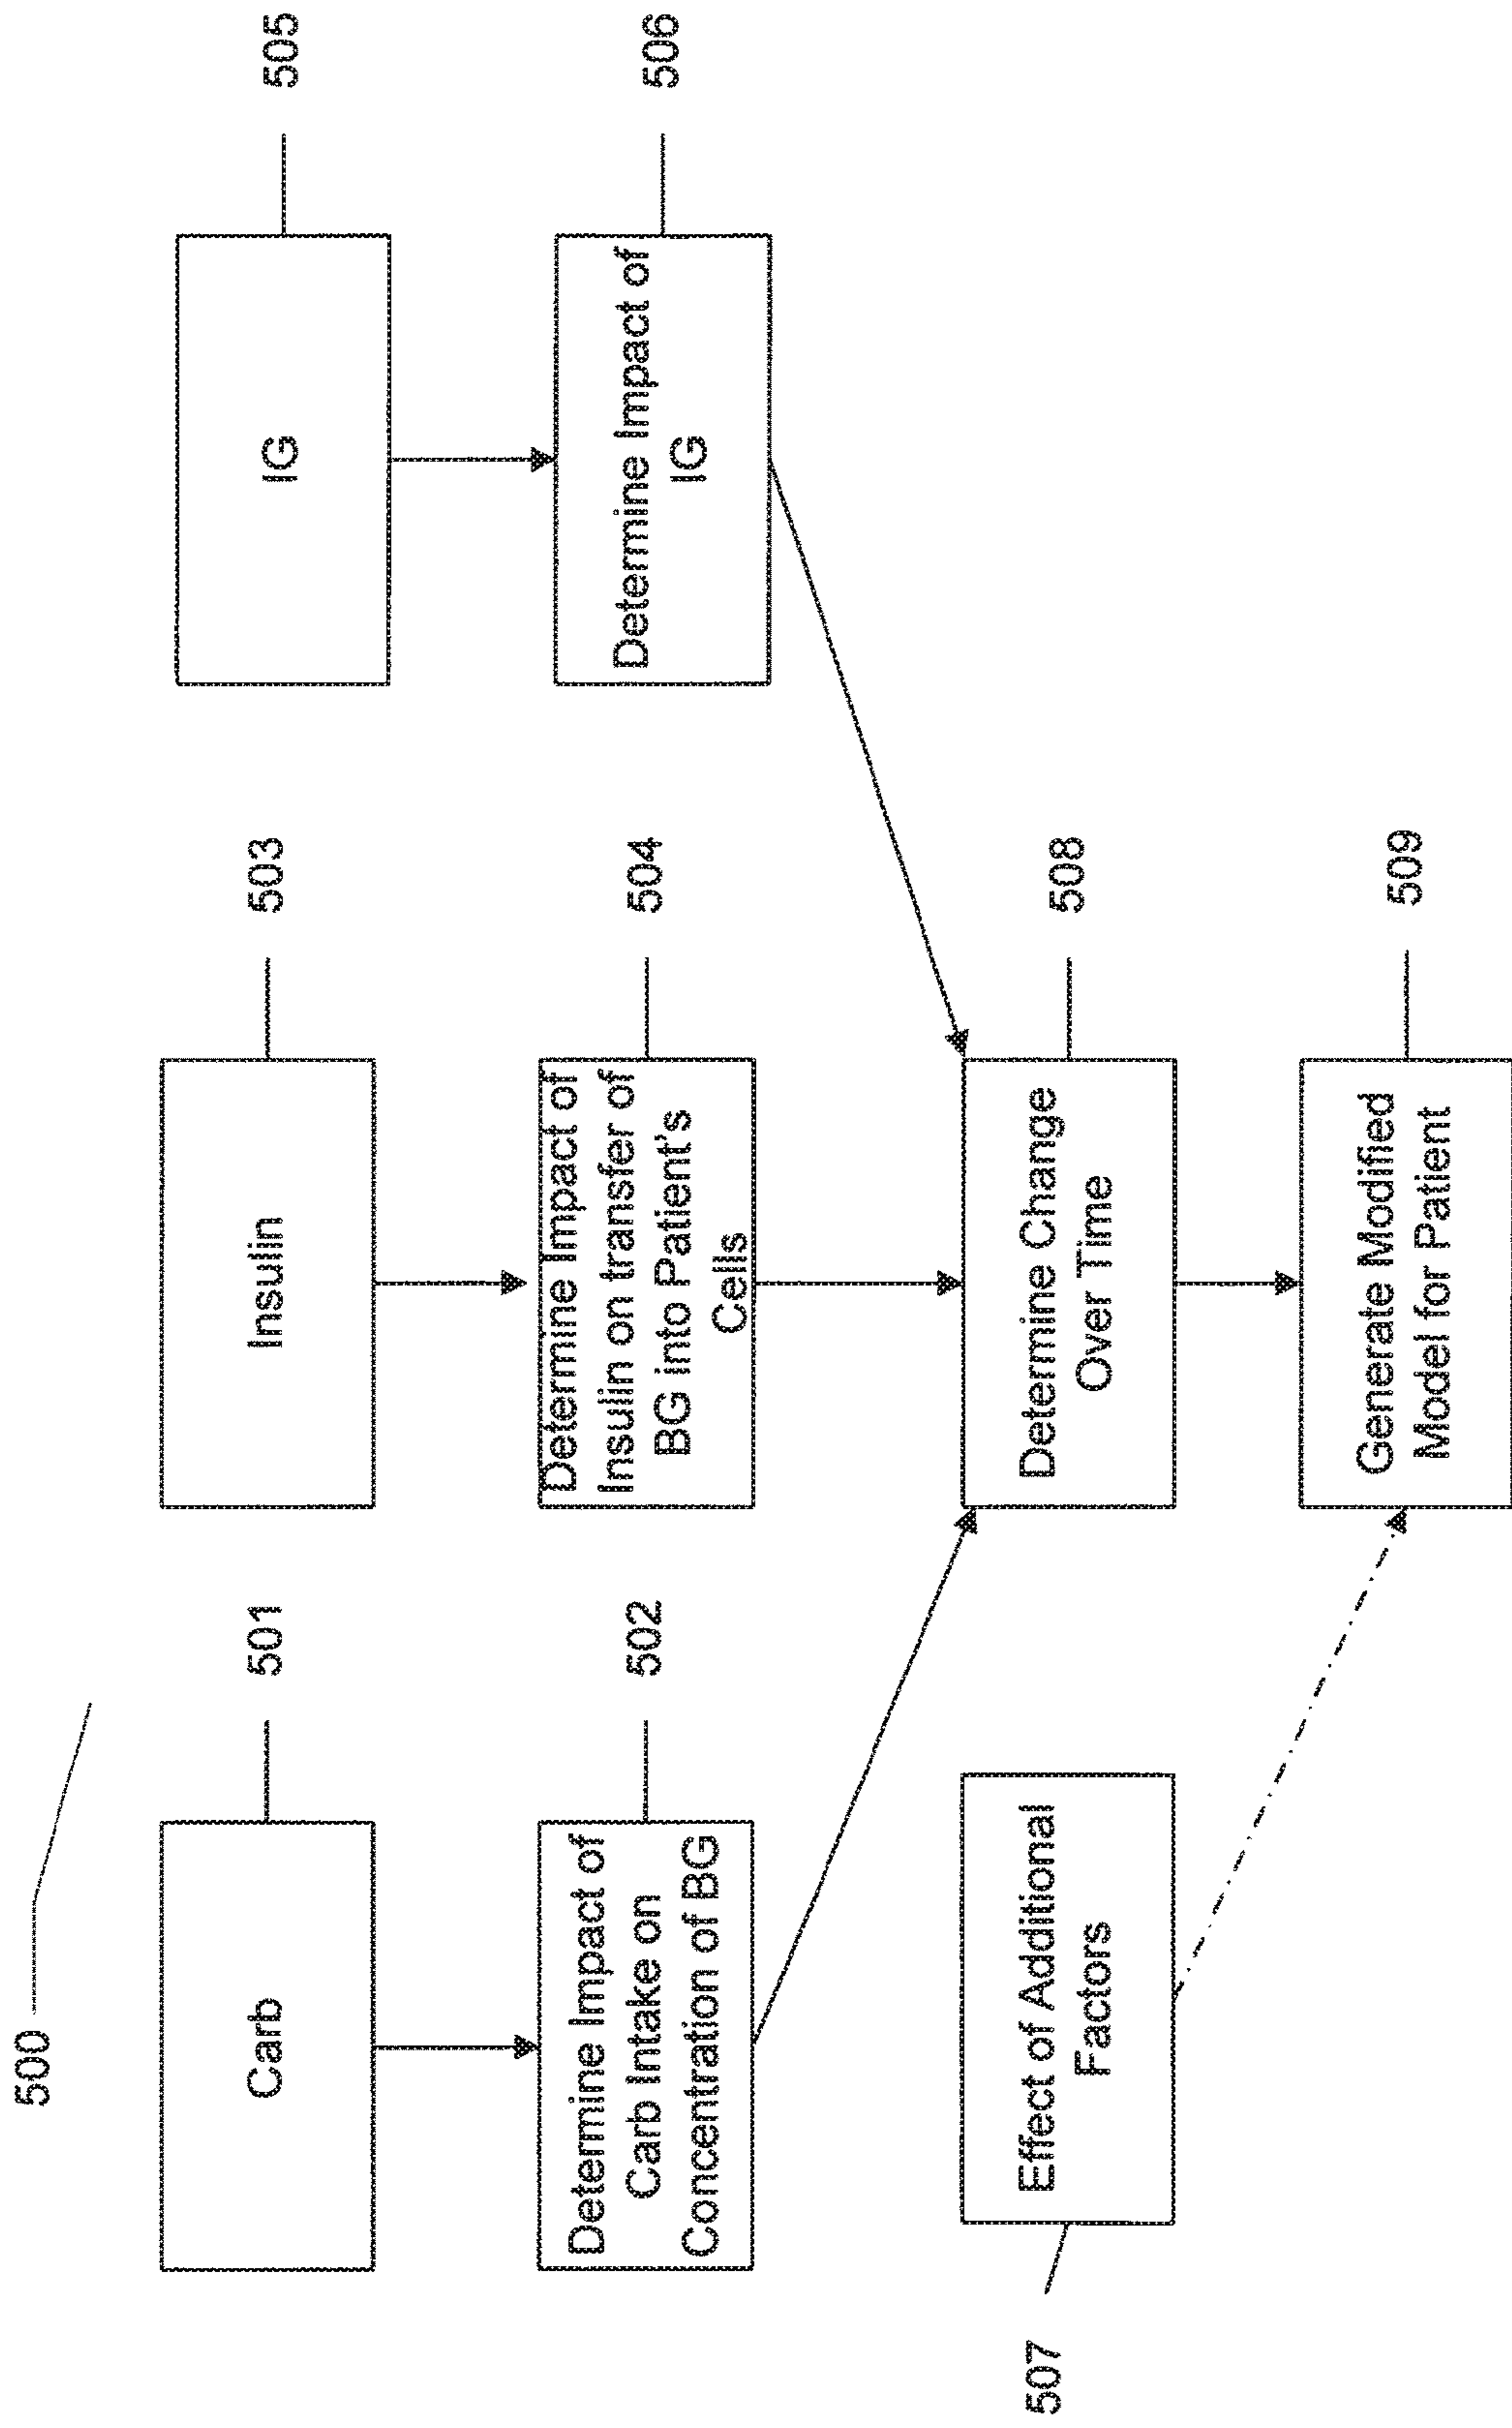 500
Carb
501
Insulin
503
IG
505
Determine Impact of
Carb Intake on
Concentration of BG
502
Determine Impact of
Insulin on transfer of
BG into Patient's
Cells
504
Determine Impact of
IG
506
507
Effect of Additional
Factors
Determine Change
Over Time
508
Generate Modified
Model for Patient
509